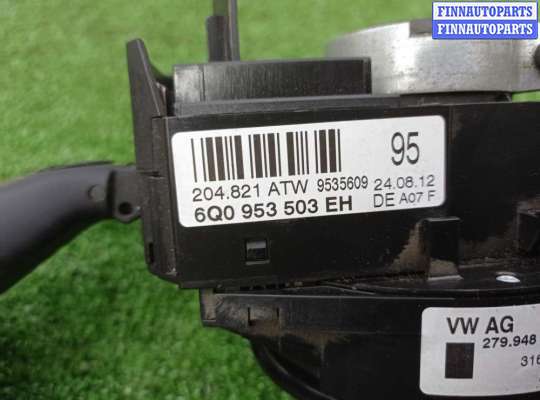 FINNAUTOPARTS
FINNAUTOPARTS
95
204.821 ATW 9535609 24.08.12
6Q0 953 503 EH DE A07 F
VW AG
279.948
316